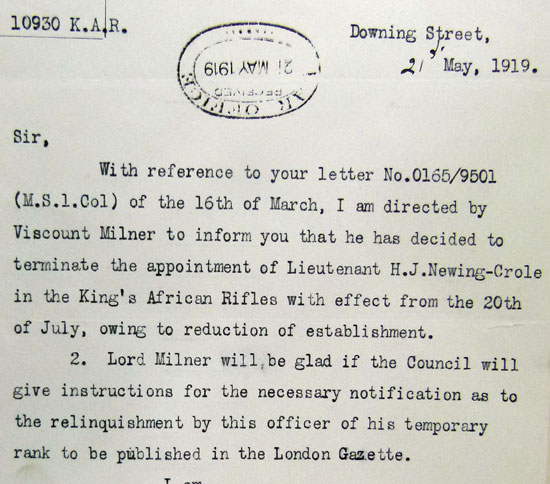 10930 K.A.R.
Downing Street,
21st May, 1919.
WAR OFFICE
RECEIVED
21 MAY 1919
Sir,
With reference to your letter No.0165/9501
(M.S.1.Col) of the 16th of March, I am directed by
Viscount Milner to inform you that he has decided to
terminate the appointment of Lieutenant H.J.Newing-Crole
in the King's African Rifles with effect from the 20th
of July, owing to reduction of establishment.
2. Lord Milner will be glad if the Council will
give instructions for the necessary notification as to
the relinquishment by this officer of his temporary
rank to be published in the London Gazette.
I am